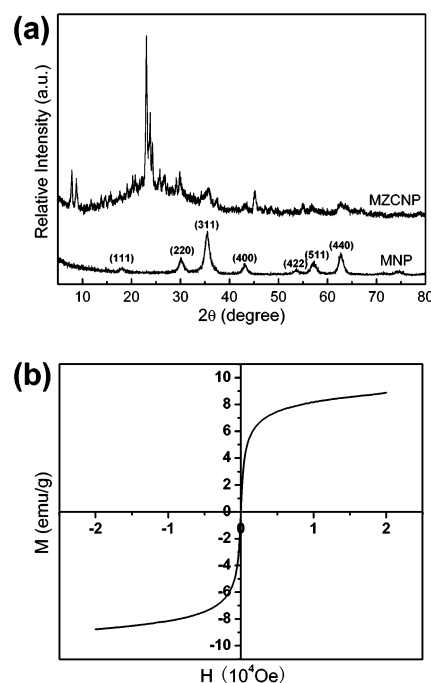 (a)
Relative Intensity (a.u.)
MZCNP
(111)
(220)
(311)
(400)
(422)
(511)
(440)
MNP
10 20 30 40 50 60 70 80
2θ (degree)
(b)
M (emu/g)
10
8
6
4
2
0
-2 -1 0 1 2
-2
-4
-6
-8
-10
H (10⁴Oe)